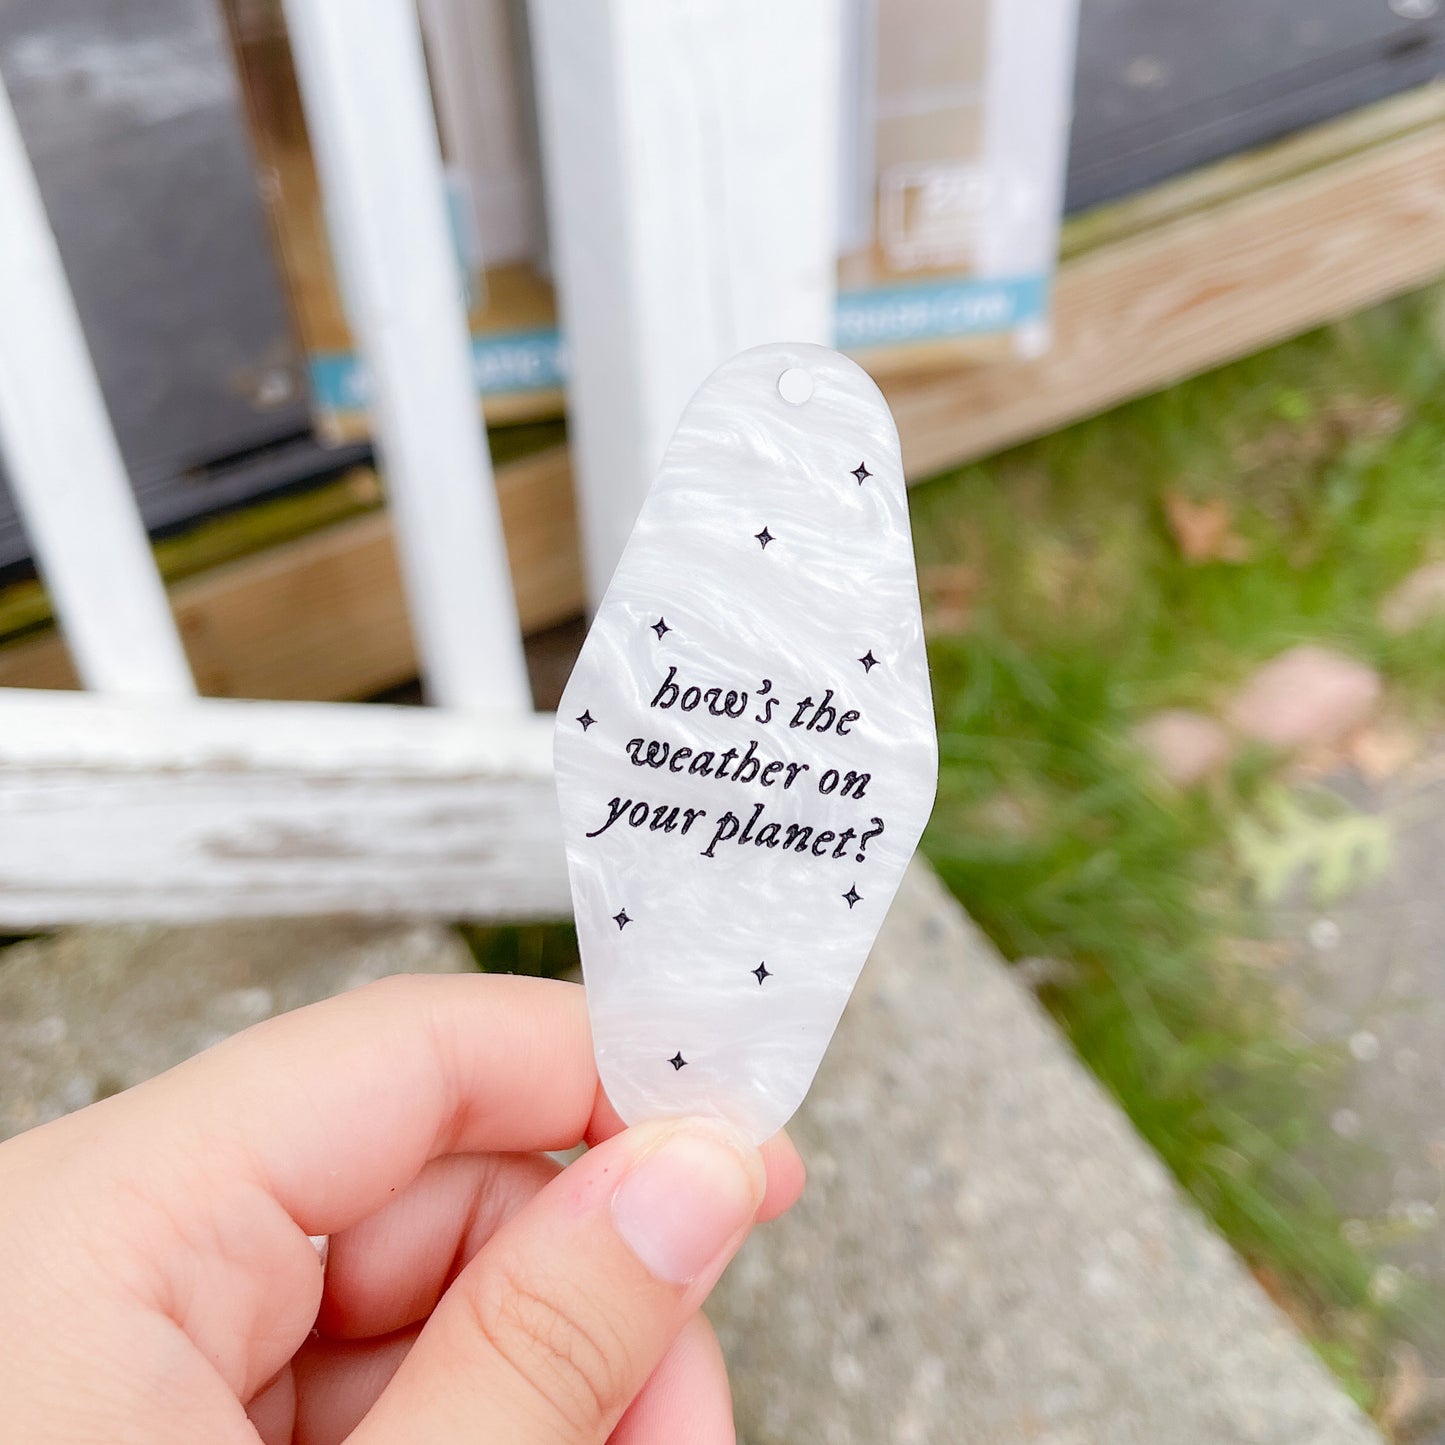 how's the
weather on
your planet?